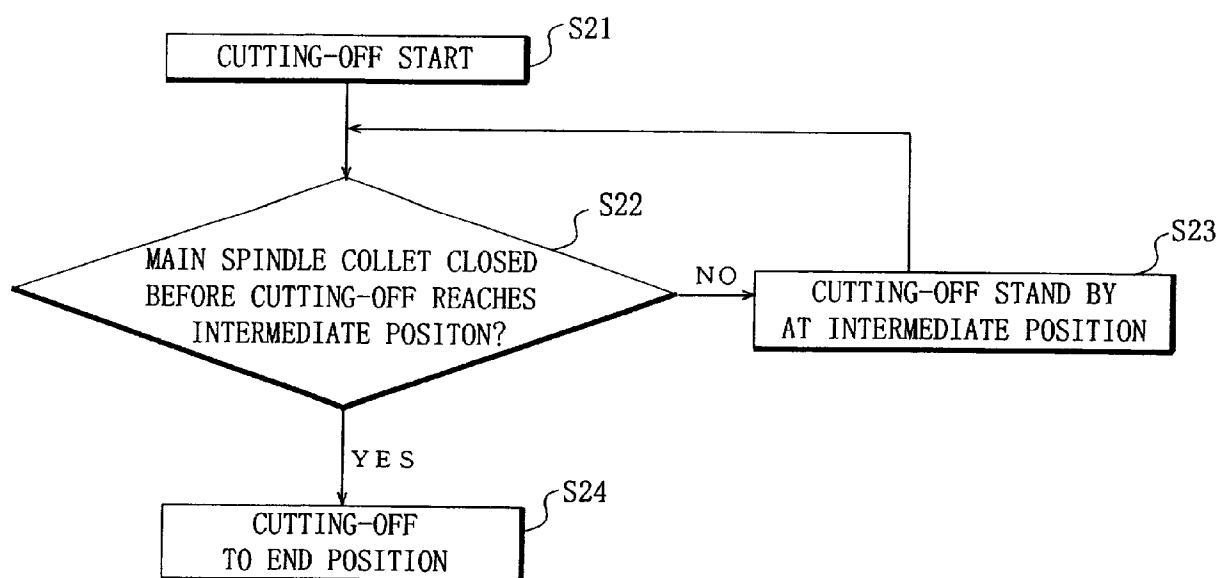 CUTTING-OFF START
S21
S22
MAIN SPINDLE COLLET CLOSED
BEFORE CUTTING-OFF REACHES
INTERMEDIATE POSITON?
NO
S23
CUTTING-OFF STAND BY
AT INTERMEDIATE POSITION
YES
S24
CUTTING-OFF
TO END POSITION